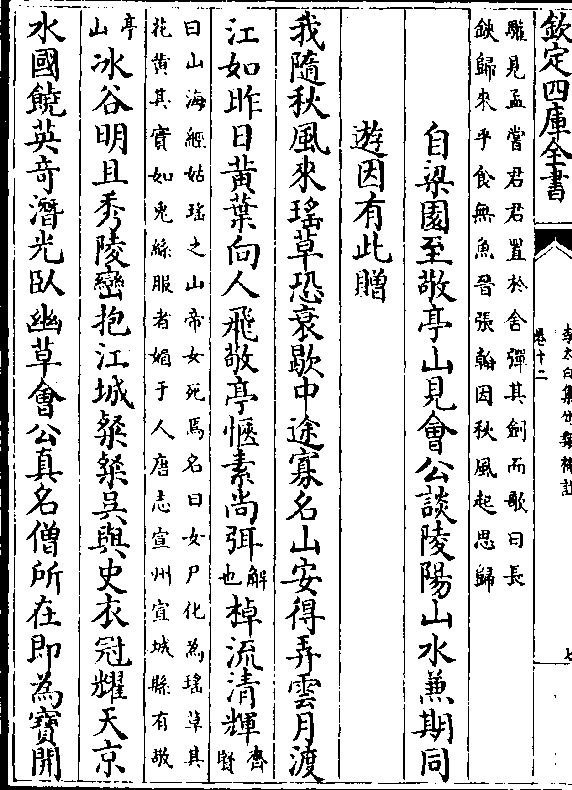 欽定四庫全書
李太白集分類補註
卷十二
七
驩見孟嘗君君置於舍彈其劍而歌曰長
鋏歸來乎食無魚晉張翰因秋風起思歸
自梁園至敬亭山見會公談陵陽山水兼期同
遊因有此贈
我隨秋風來瑤草恐衰歇中途寡名山安得弄雲月渡
江如昨日黃葉向人飛敬亭愜素尚弭解也棹流清輝齊賢
曰山海經姑瑤之山帝女死焉名曰女尸化為瑤草其
花黃其實如兔絲服者媚于人唐志宣州宣城縣有敬
亭山冰谷明且秀陵巒抱江城粲粲吳與史衣冠耀天京
水國饒英奇潛光臥幽草會公真名僧所在即為寶開